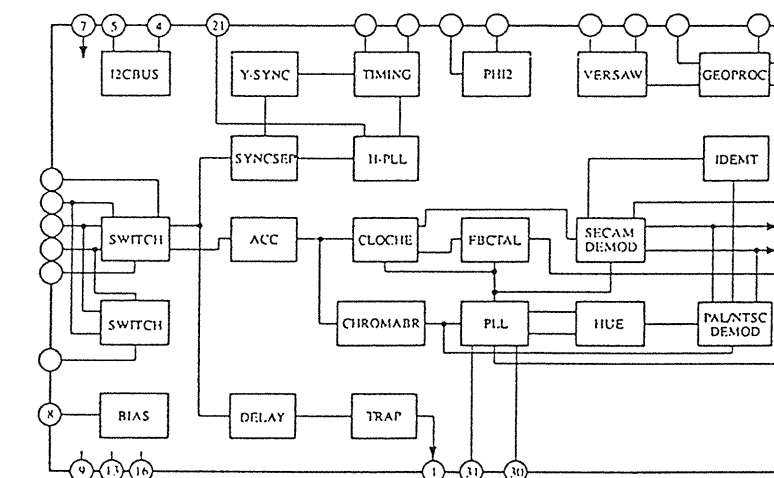 7 5 4 21
I2CBUS Y-SYNC TIMING PHI2 VERSAW GEOPROC
SYNCSEP H-PLL IDEMT
SWITCH ACC CLOCHE FBCTAL SECAM
DEMOD
SWITCH CHROMABR PLL HUE PAL/NTSC
DEMOD
8 BIAS DELAY TRAP
9 13 16 1 31 30